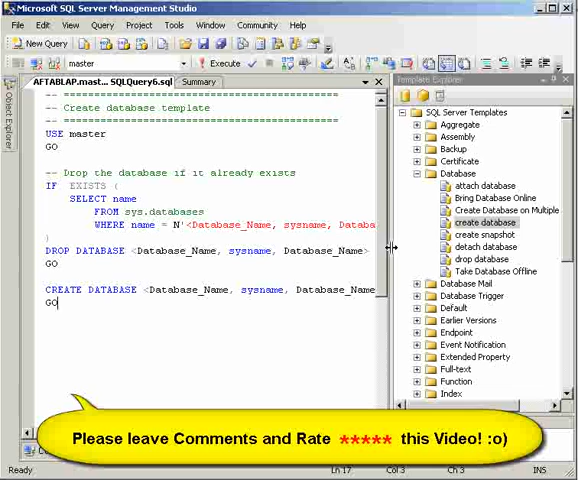 Microsoft SQL Server Management Studio
File Edit View Query Project Tools Window Community Help
New Query
master Execute
AFTABLAP.mast... SQLQuery6.sql Summary
Template Explorer
Object Explorer
-- =========================================
-- Create database template
-- =========================================
USE master
GO
-- Drop the database if it already exists
IF EXISTS (
SELECT name
FROM sys.databases
WHERE name = N'<Database_Name, sysname, Databa
)
DROP DATABASE <Database_Name, sysname, Database_Name>
GO
CREATE DATABASE <Database_Name, sysname, Database_Name
GO
SQL Server Templates
Aggregate
Assembly
Backup
Certificate
Database
attach database
Bring Database Online
Create Database on Multiple
create database
create snapshot
detach database
drop database
Take Database Offline
Database Mail
Database Trigger
Default
Earlier Versions
Endpoint
Event Notification
Extended Property
Full-text
Function
Index
Please leave Comments and Rate ***** this Video! :o)
Ready Ln 17 Col 3 Ch 3